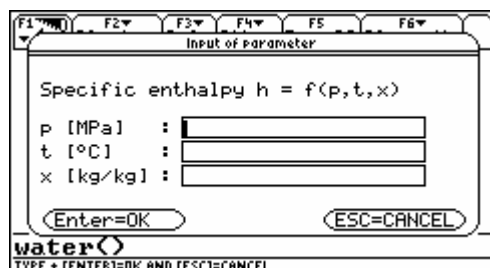 F1 F2▼ F3▼ F4▼ F5 F6▼
Input of parameter
Specific enthalpy h = f(p,t,x)
p [MPa] :
t [°C] :
x [kg/kg] :
Enter=OK ESC=CANCEL
water()
TYPE + [ENTER]=OK AND [ESC]=CANCEL